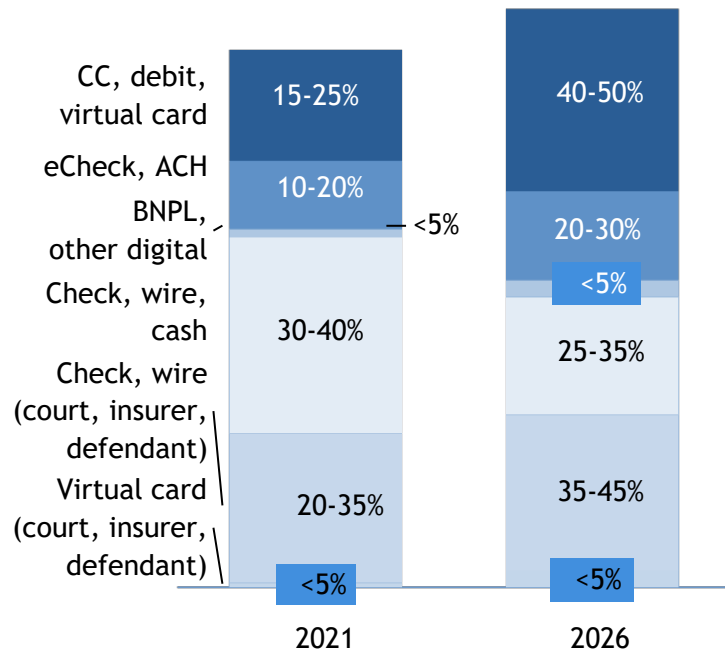 CC, debit,
virtual card
eCheck, ACH
BNPL,
other digital
Check, wire,
cash
Check, wire
(court, insurer,
defendant)
Virtual card
(court, insurer,
defendant)
15-25%
10-20%
<5%
30-40%
20-35%
<5%
2021
40-50%
20-30%
<5%
25-35%
35-45%
<5%
2026